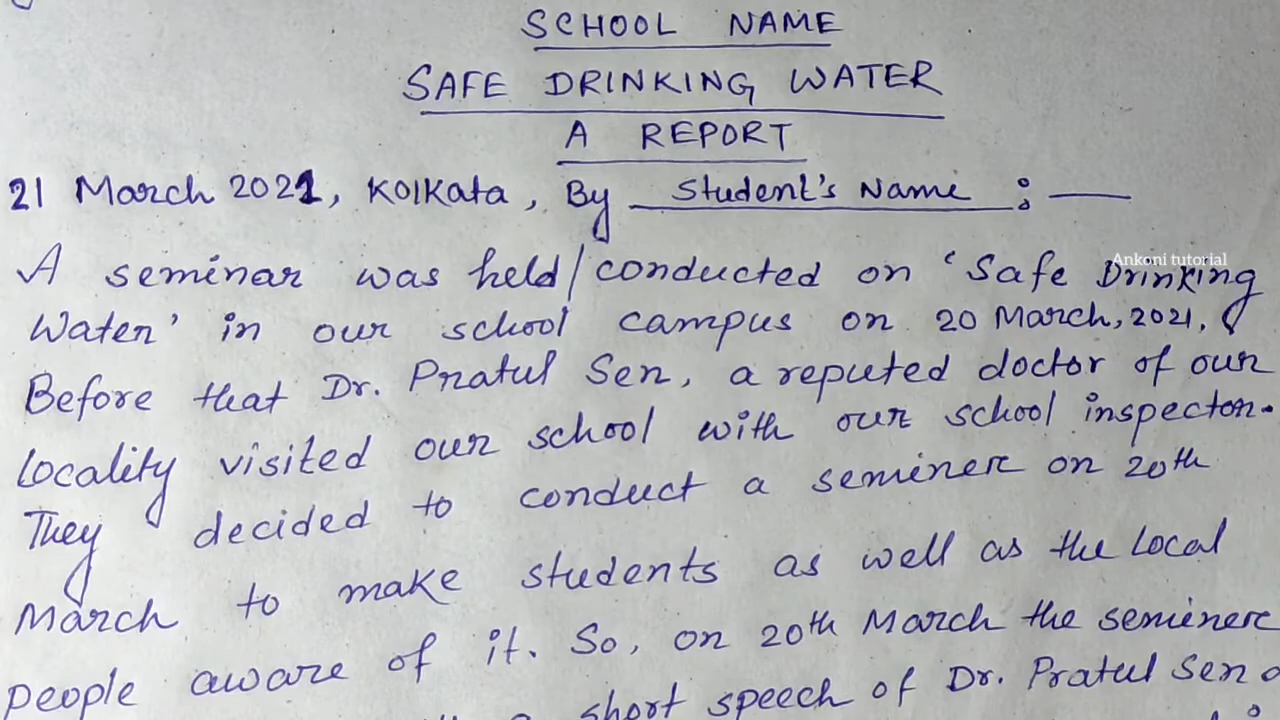 SCHOOL NAME
SAFE DRINKING WATER
A REPORT
21 March 2021, Kolkata, By Student's Name : —
Ankoni tutorial
A seminar was held/conducted on 'Safe Drinking
Water' in our school campus on 20 March, 2021.
Before that Dr. Pratul Sen, a reputed doctor of our
locality visited our school with our school inspector.
They decided to conduct a seminer on 20th
March to make students as well as the local
people aware of it. So, on 20th March the seminer
short speech of Dr. Pratul Sen